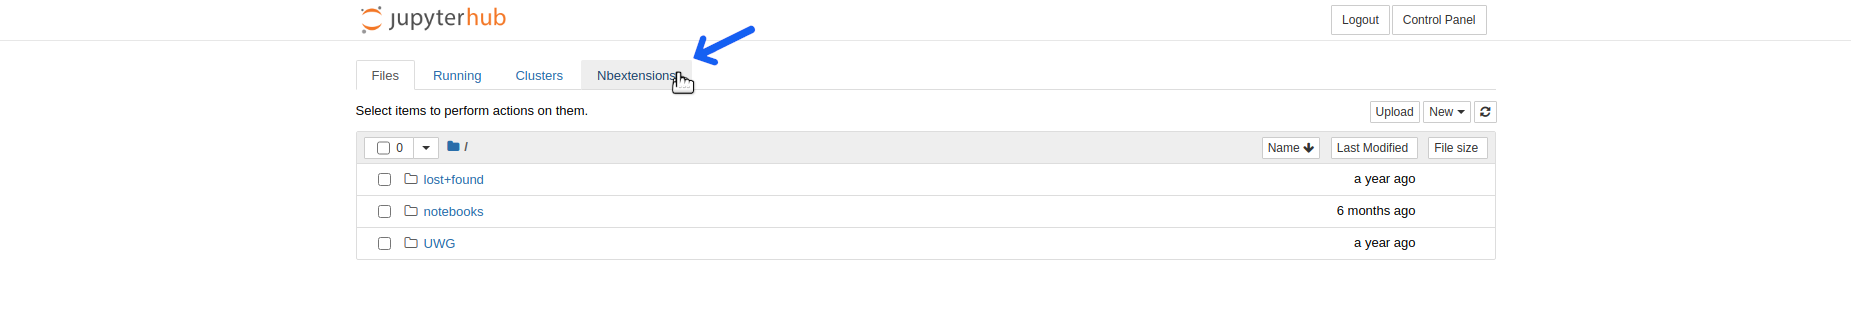 jupyterhub
Logout Control Panel
Files Running Clusters Nbextensions
Select items to perform actions on them.
Upload New
0 / Name Last Modified File size
lost+found a year ago
notebooks 6 months ago
UWG a year ago